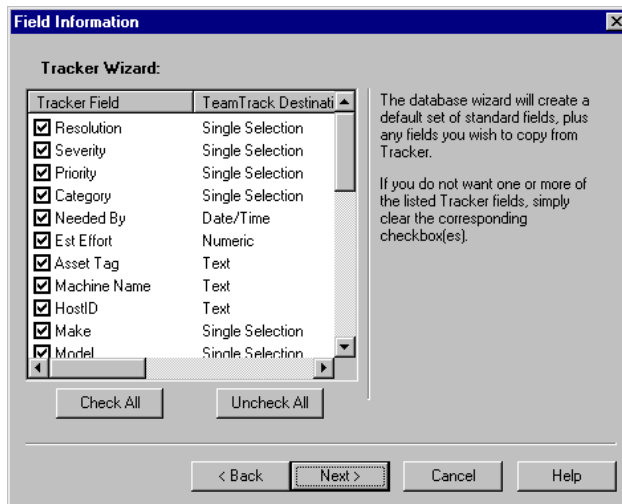 Field Information
Tracker Wizard:
Tracker Field TeamTrack Destinati
Resolution Single Selection
Severity Single Selection
Priority Single Selection
Category Single Selection
Needed By Date/Time
Est Effort Numeric
Asset Tag Text
Machine Name Text
HostID Text
Make Single Selection
Model Single Selection
The database wizard will create a
default set of standard fields, plus
any fields you wish to copy from
Tracker.
If you do not want one or more of
the listed Tracker fields, simply
clear the corresponding
checkbox(es).
Check All Uncheck All
< Back Next > Cancel Help